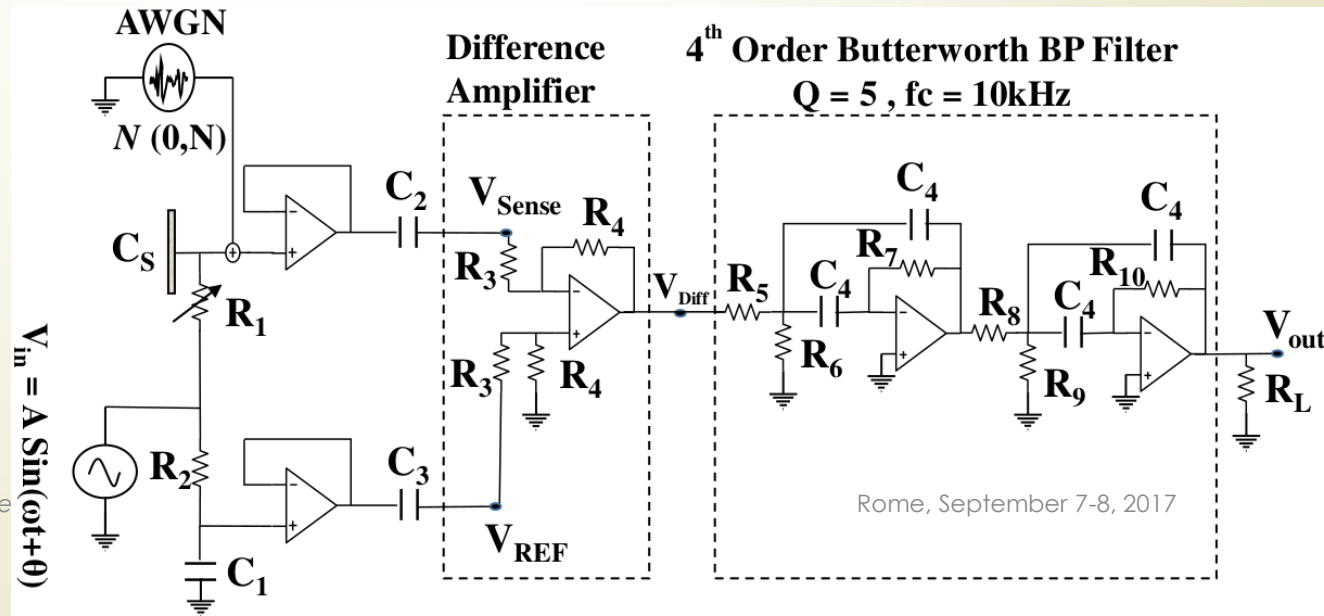 AWGN
N (0,N)
Difference
Amplifier
4th Order Butterworth BP Filter
Q = 5 , fc = 10kHz
C2
VSense
R4
C4
C4
CS
R3
R7
R10
VDiff
R5
C4
R8
C4
Vout
R1
R3
R4
R6
R9
RL
Vin = A Sin(ωt+θ)
R2
C3
VREF
C1
e
Rome, September 7-8, 2017
-
+
+
-
+
-
+
-
+
-
+